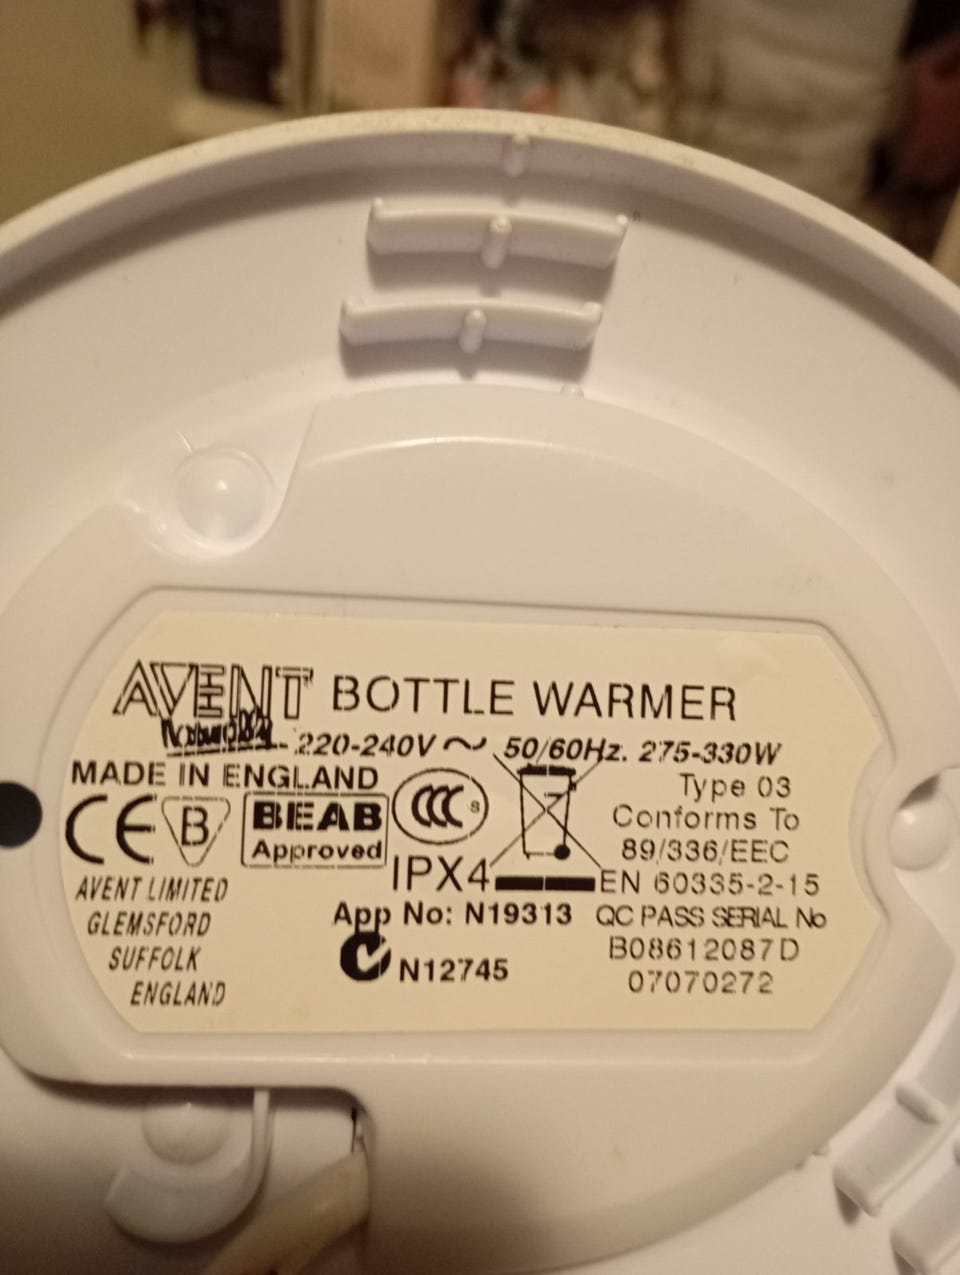 AVENT BOTTLE WARMER
220-240V ~ 50/60Hz. 275-330W
MADE IN ENGLAND
Type 03
Conforms To
89/336/EEC
EN 60335-2-15
CE
B
BEAB
Approved
CCC S
IPX4
AVENT LIMITED
GLEMSFORD
SUFFOLK
ENGLAND
App No: N19313
N12745
QC PASS SERIAL No
B08612087D
07070272